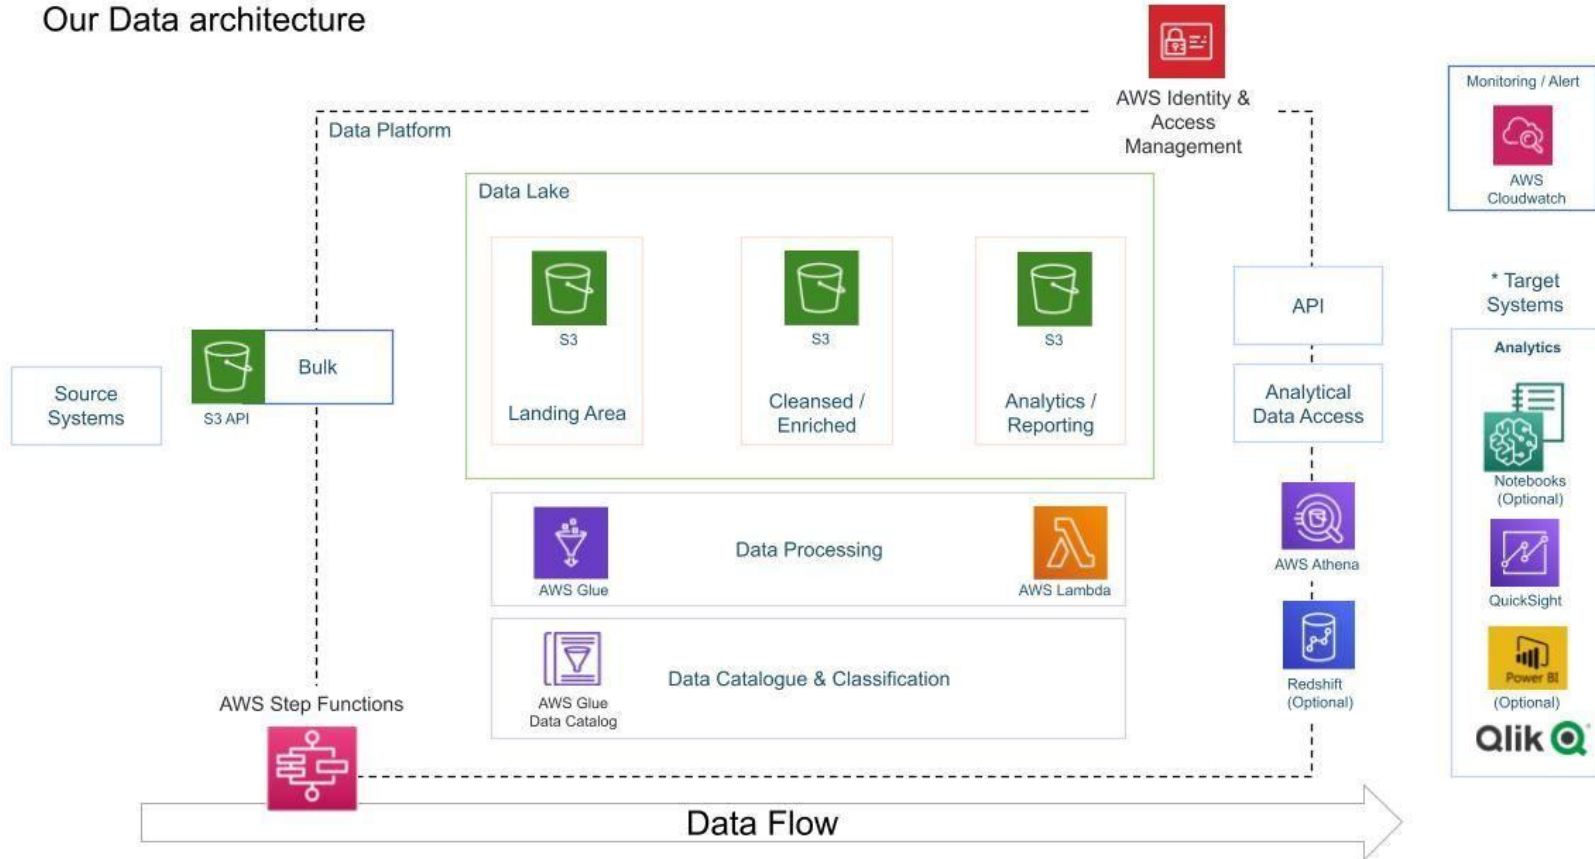 Our Data architecture
AWS Identity &
Access
Management
Monitoring / Alert
AWS
Cloudwatch
Data Platform
Data Lake
S3
Landing Area
S3
Cleansed /
Enriched
S3
Analytics /
Reporting
Source
Systems
S3 API
Bulk
API
Analytical
Data Access
AWS Athena
Redshift
(Optional)
* Target
Systems
Analytics
Notebooks
(Optional)
QuickSight
Power BI
(Optional)
Qlik
AWS Glue
Data Processing
AWS Lambda
AWS Glue
Data Catalog
Data Catalogue & Classification
AWS Step Functions
Data Flow